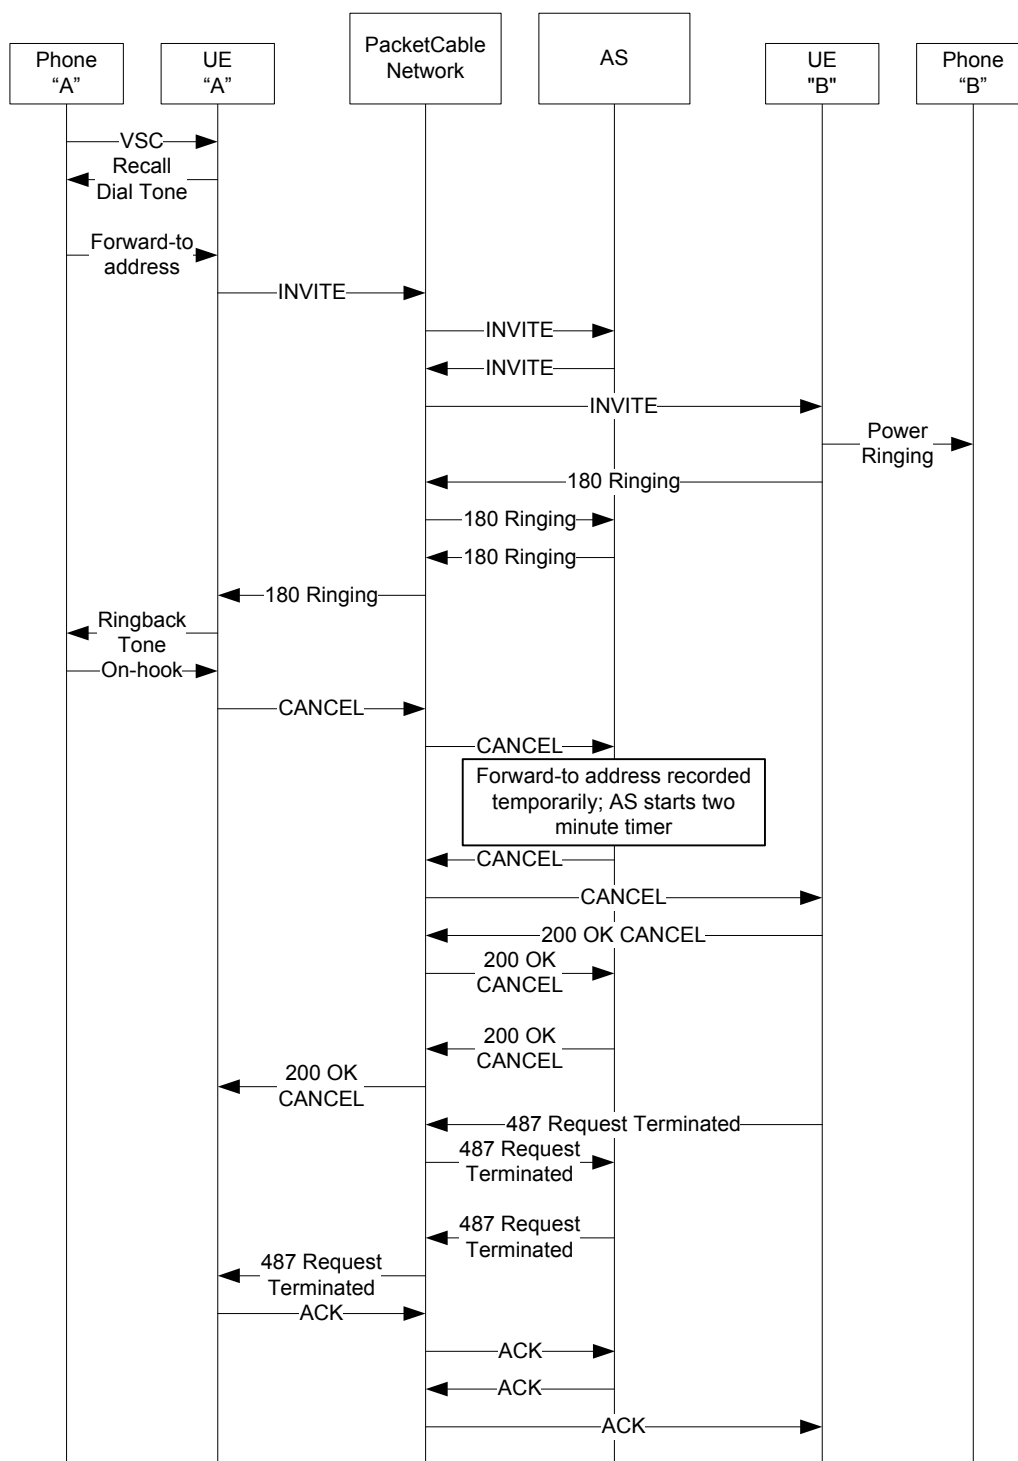 Phone
“A”
UE
“A”
PacketCable
Network
AS
UE
"B"
Phone
“B”
VSC
Recall
Dial Tone
Forward-to
address
INVITE
INVITE
INVITE
INVITE
Power
Ringing
180 Ringing
180 Ringing
180 Ringing
180 Ringing
Ringback
Tone
On-hook
CANCEL
CANCEL
Forward-to address recorded
temporarily; AS starts two
minute timer
CANCEL
CANCEL
200 OK CANCEL
200 OK
CANCEL
200 OK
CANCEL
200 OK
CANCEL
487 Request Terminated
487 Request
Terminated
487 Request
Terminated
487 Request
Terminated
ACK
ACK
ACK
ACK